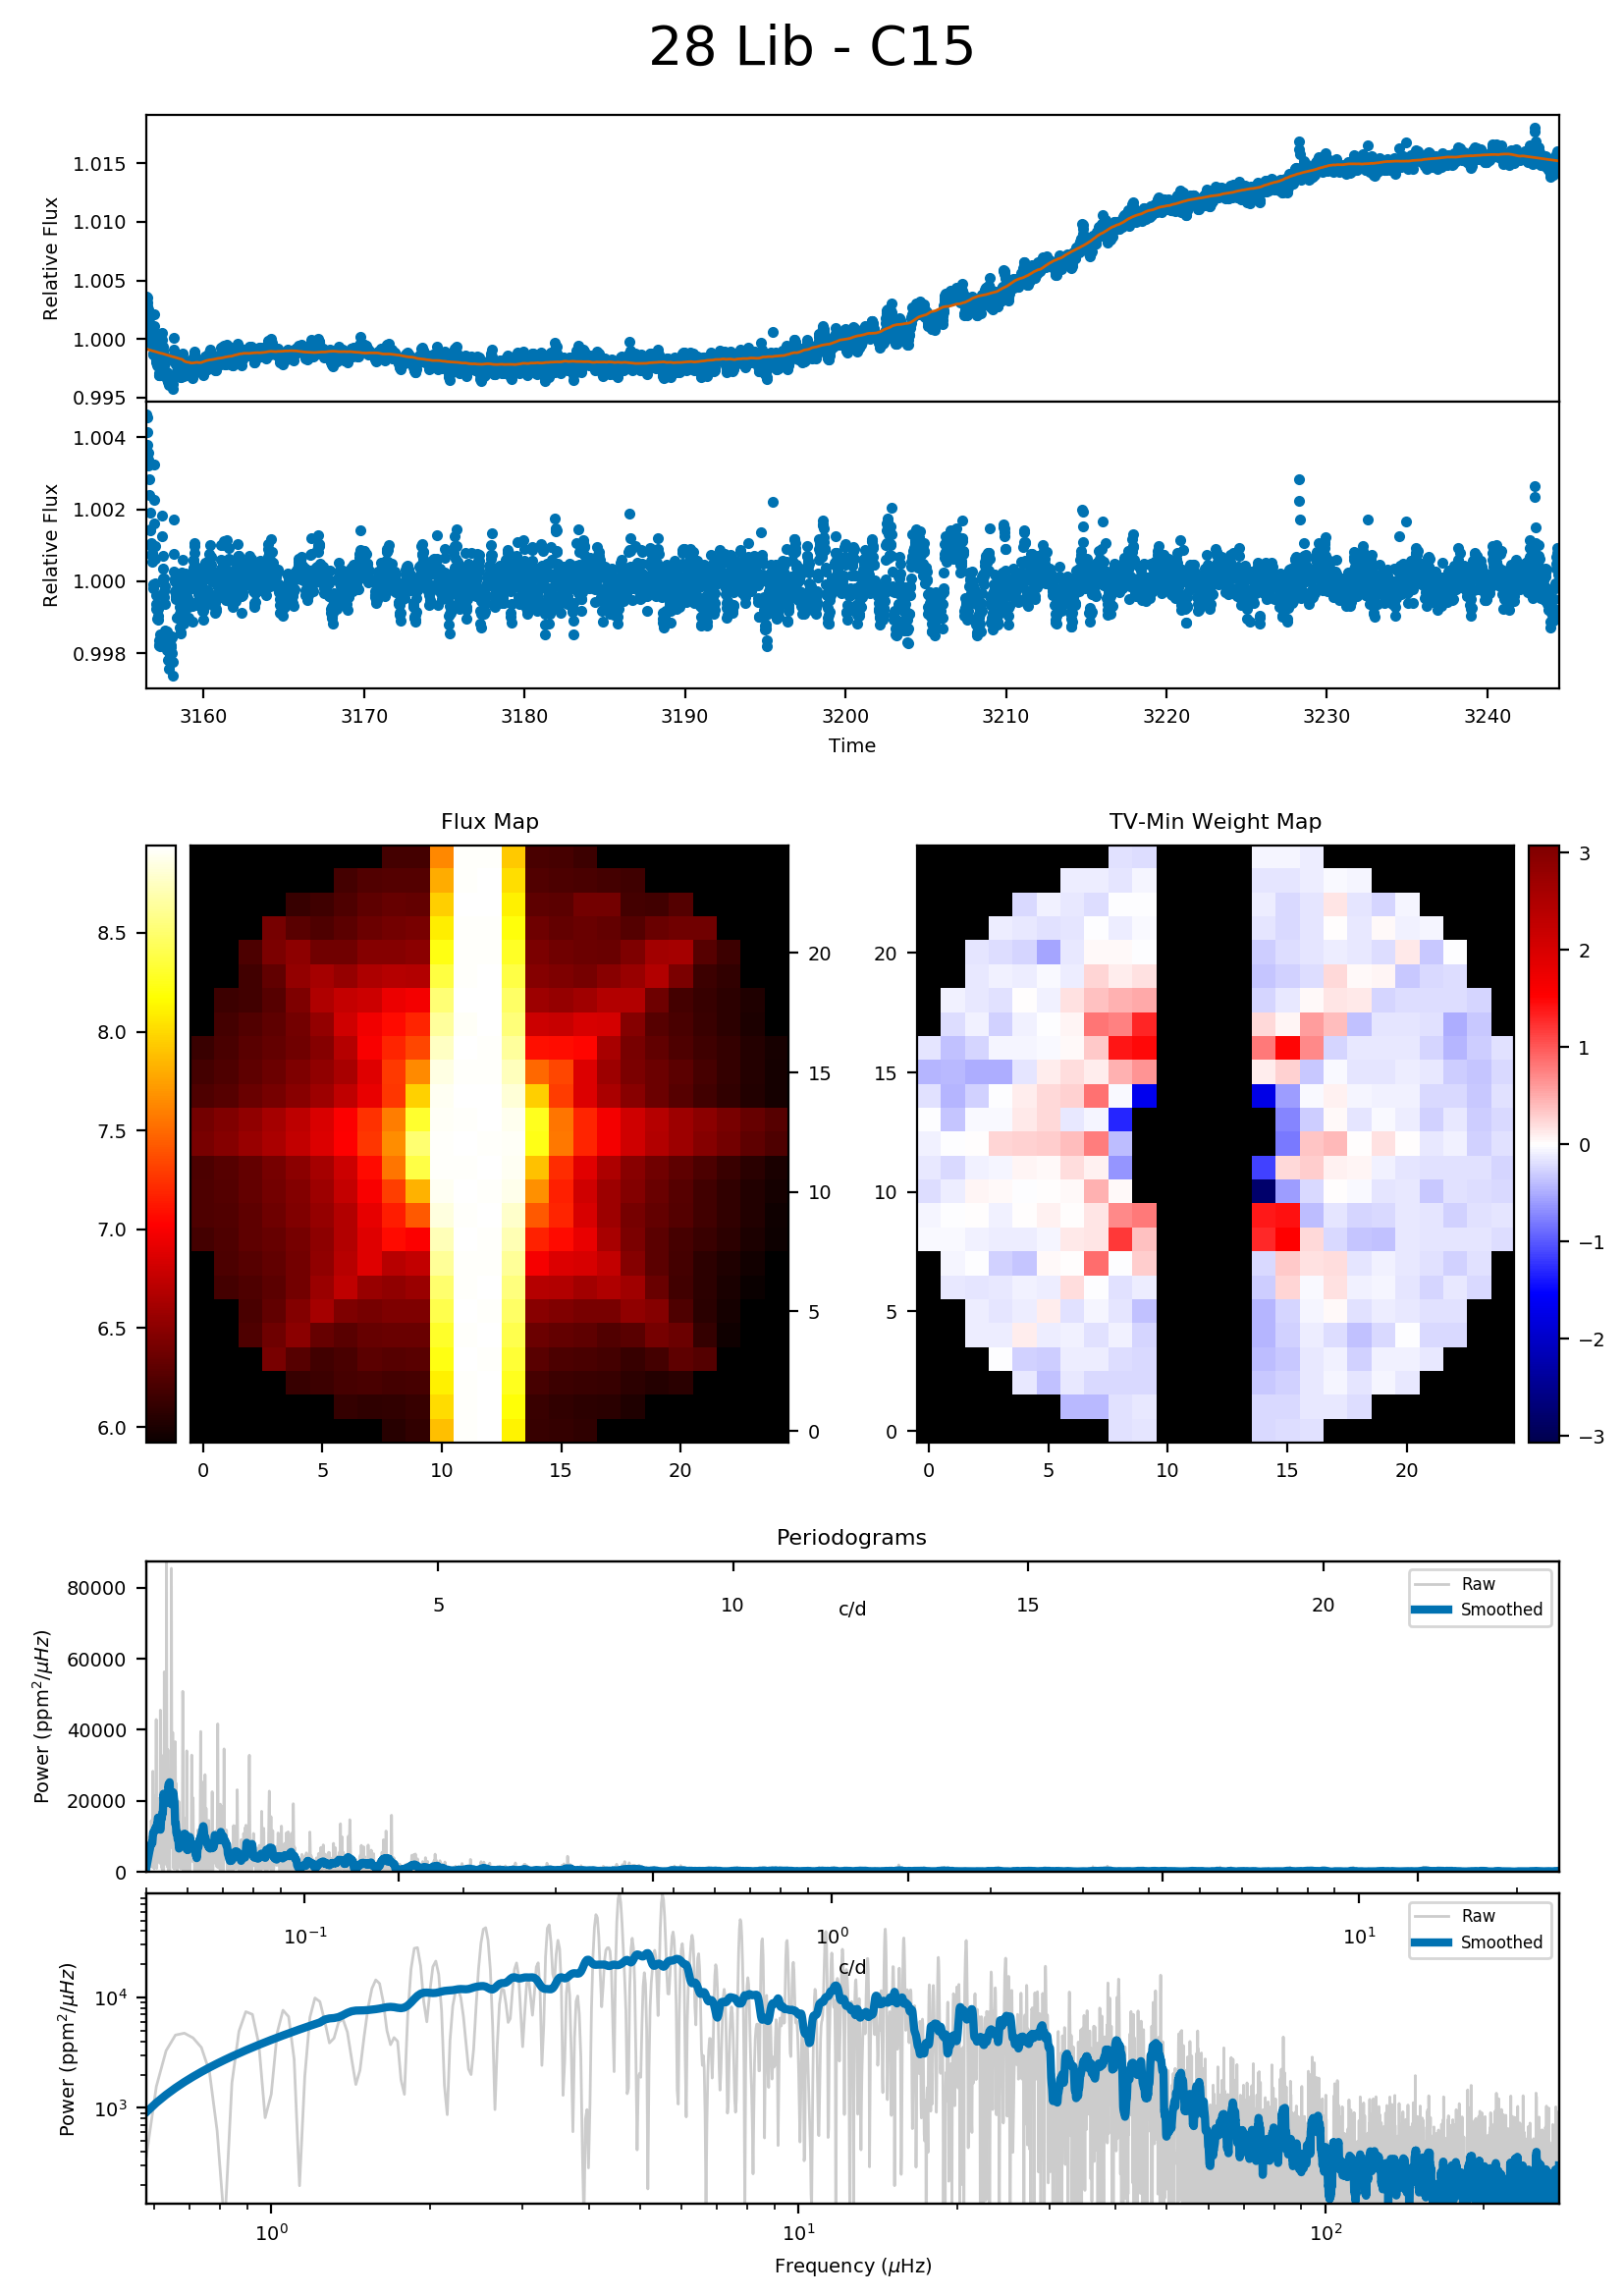 28 Lib - C15
Relative Flux
1.015
1.010
1.005
1.000
0.995
Relative Flux
1.004
1.002
1.000
0.998
3160 3170 3180 3190 3200 3210 3220 3230 3240
Time
Flux Map
TV-Min Weight Map
8.5
8.0
7.5
7.0
6.5
6.0
20
15
10
5
0
0 5 10 15 20
20
15
10
5
0
0 5 10 15 20
3
2
1
0
−1
−2
−3
Periodograms
Power (ppm²/μHz)
80000
60000
40000
20000
0
5 10 15 20
c/d
Raw
Smoothed
Power (ppm²/μHz)
10⁴
10³
10⁻¹ 10⁰ 10¹
c/d
Raw
Smoothed
10⁰ 10¹ 10²
Frequency (μHz)